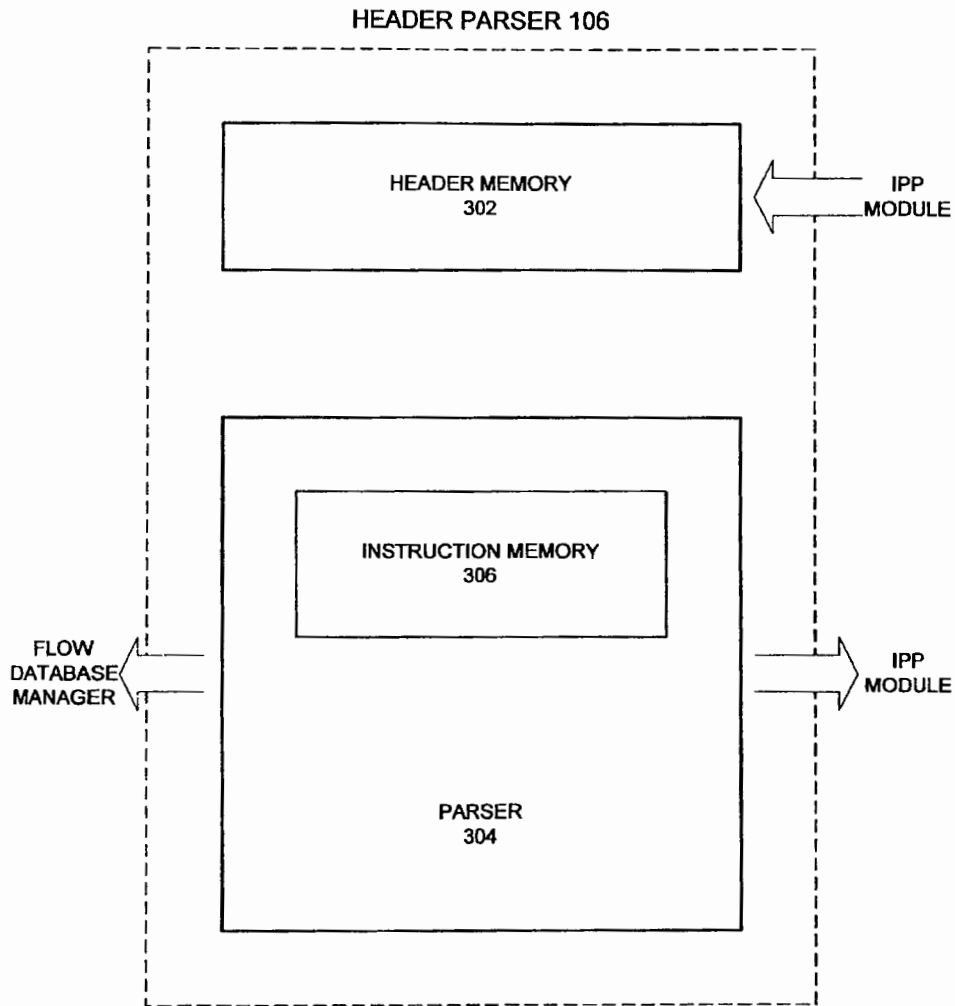 HEADER PARSER 106
HEADER MEMORY
302
IPP
MODULE
INSTRUCTION MEMORY
306
FLOW
DATABASE
MANAGER
IPP
MODULE
PARSER
304